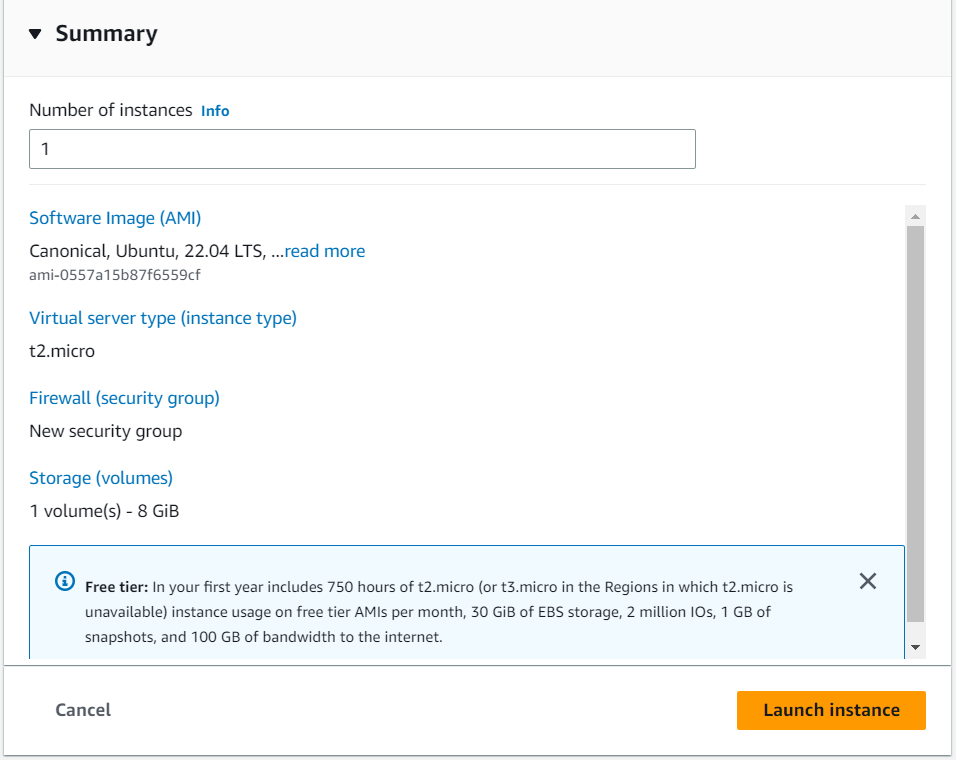 Summary
Number of instances Info
1
Software Image (AMI)
Canonical, Ubuntu, 22.04 LTS, ...read more
ami-0557a15b87f6559cf
Virtual server type (instance type)
t2.micro
Firewall (security group)
New security group
Storage (volumes)
1 volume(s) - 8 GiB
Free tier: In your first year includes 750 hours of t2.micro (or t3.micro in the Regions in which t2.micro is
unavailable) instance usage on free tier AMIs per month, 30 GiB of EBS storage, 2 million IOs, 1 GB of
snapshots, and 100 GB of bandwidth to the internet.
Cancel
Launch instance